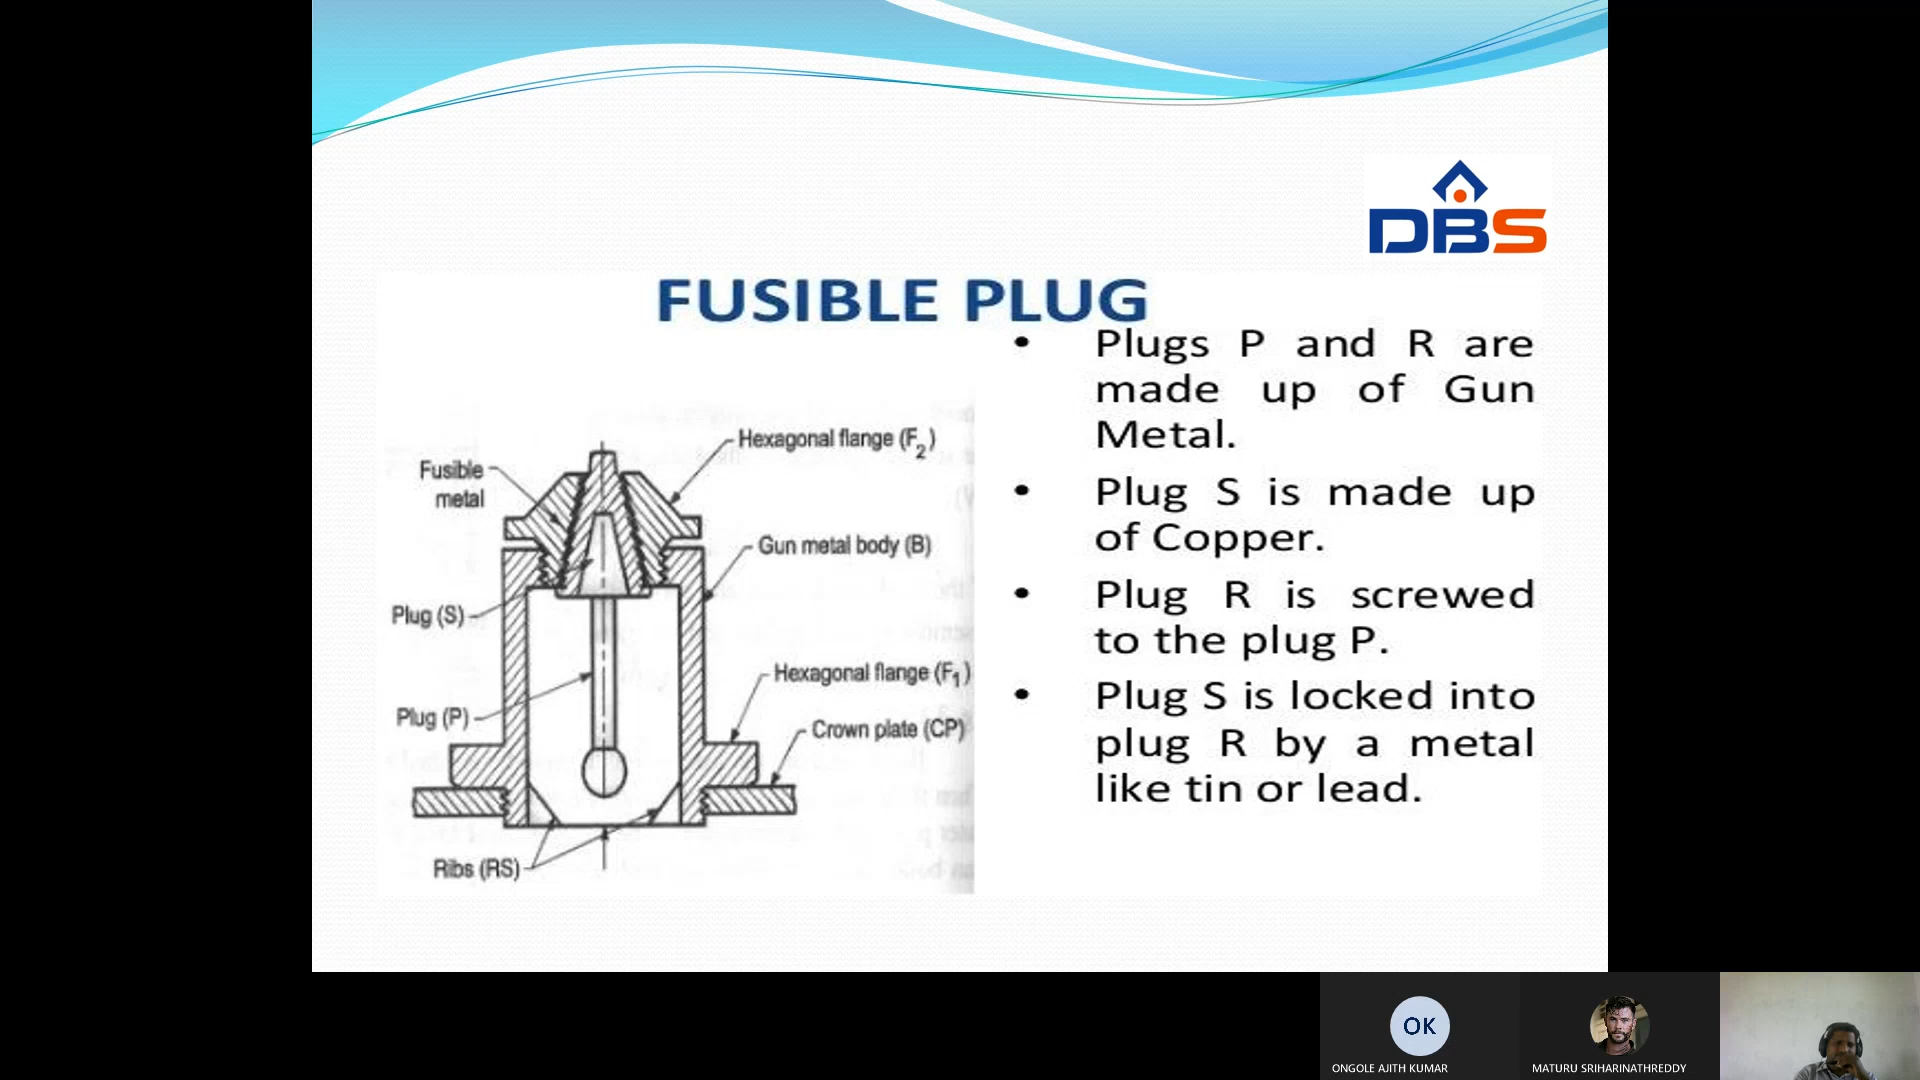 DBS
FUSIBLE PLUG
• Plugs P and R are
made up of Gun
Metal.
• Plug S is made up
of Copper.
• Plug R is screwed
to the plug P.
• Plug S is locked into
plug R by a metal
like tin or lead.
Hexagonal flange (F2)
Fusible
metal
Gun metal body (B)
Plug (S)
Hexagonal flange (F1)
Plug (P)
Crown plate (CP)
Ribs (RS)
OK
ONGOLE AJITH KUMAR
MATURU SRIHARINATHREDDY